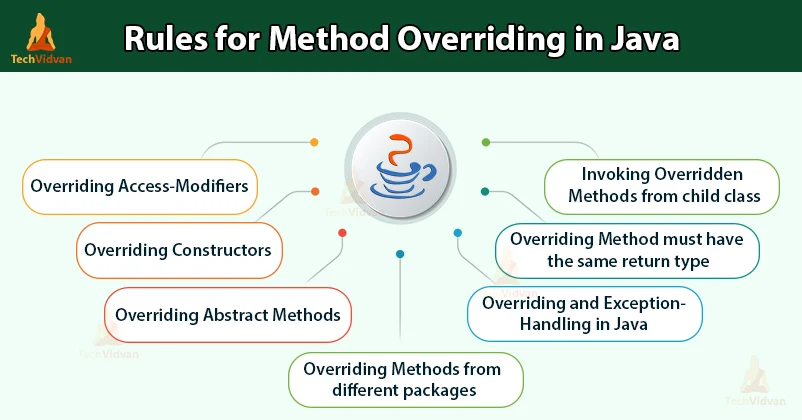 Rules for Method Overriding in Java
TechVidvan
Overriding Access-Modifiers
Overriding Constructors
Overriding Abstract Methods
Overriding Methods from
different packages
Invoking Overridden
Methods from child class
Overriding Method must have
the same return type
Overriding and Exception-
Handling in Java
TechVidvan
TechVidvan
TechVidvan
TechVidvan